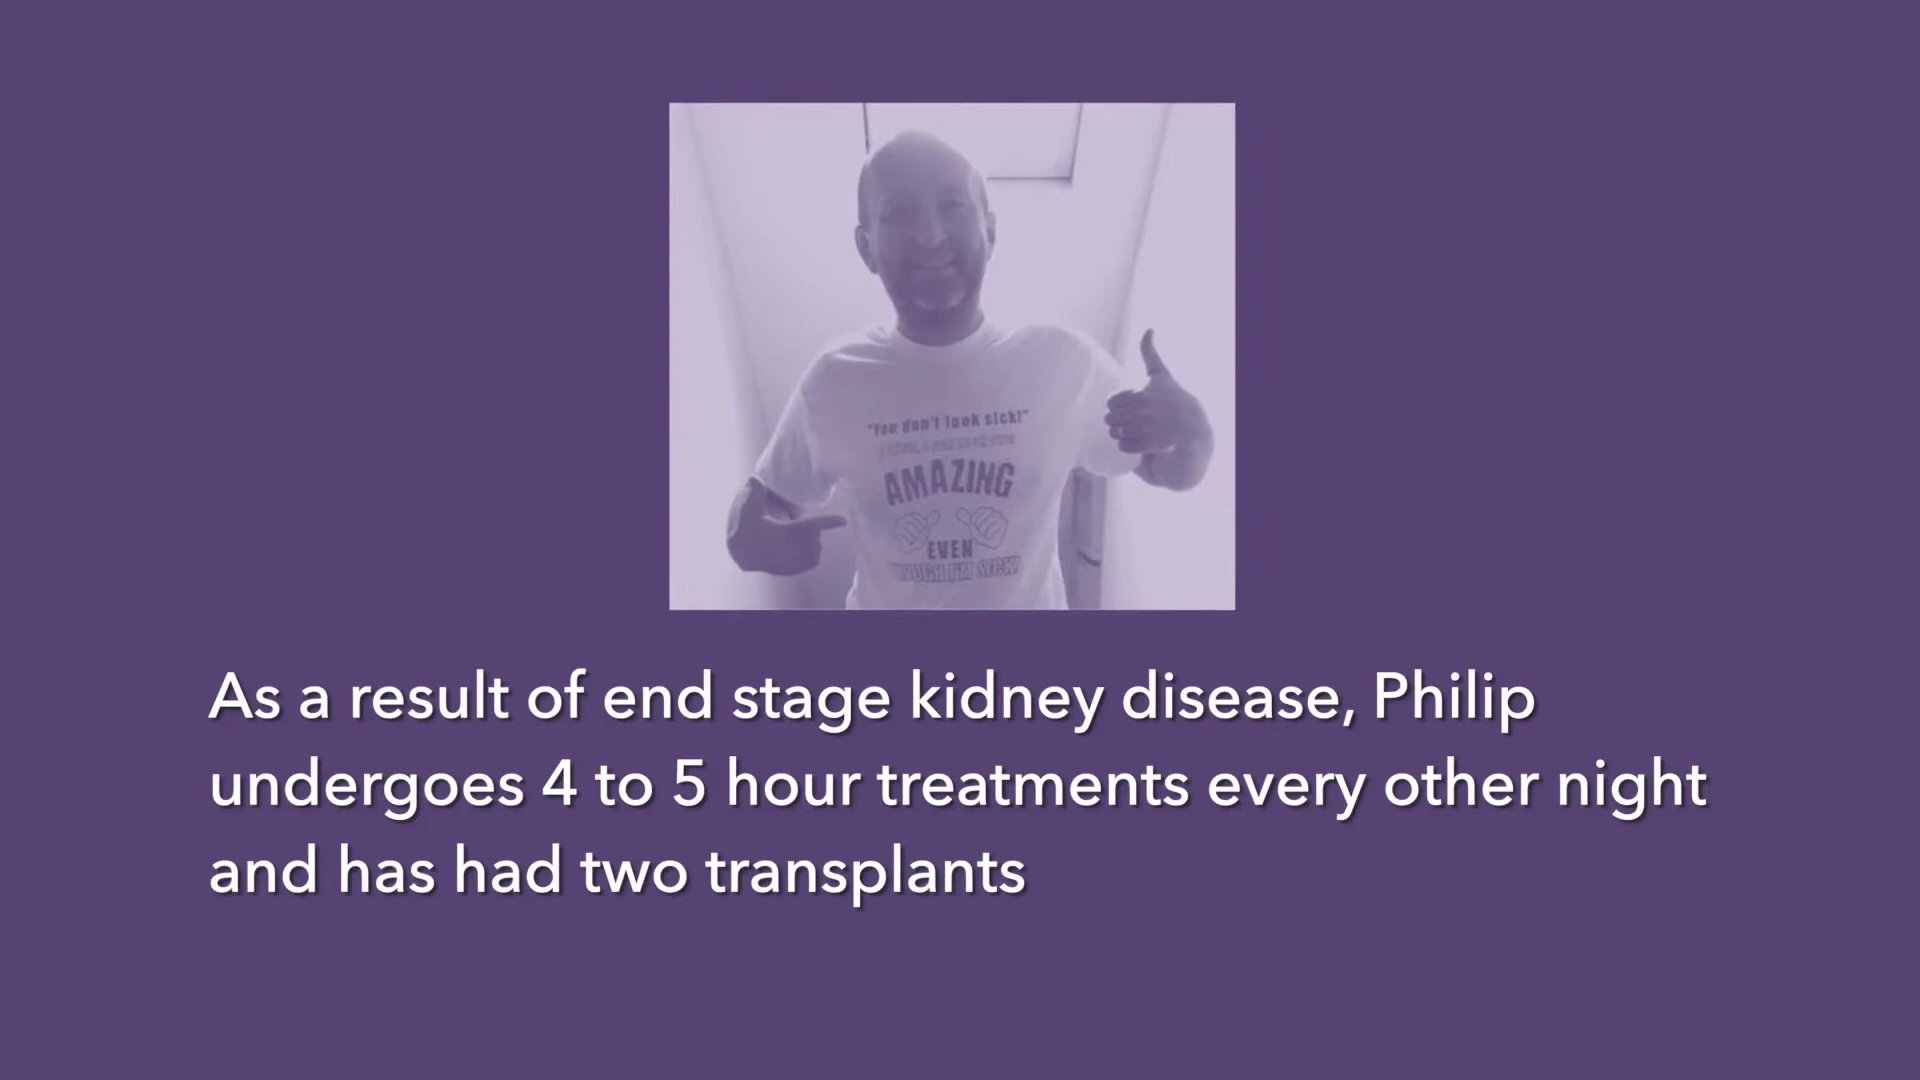 "You don't look sick!"
AMAZING
EVEN
I'M SICK!
As a result of end stage kidney disease, Philip
undergoes 4 to 5 hour treatments every other night
and has had two transplants